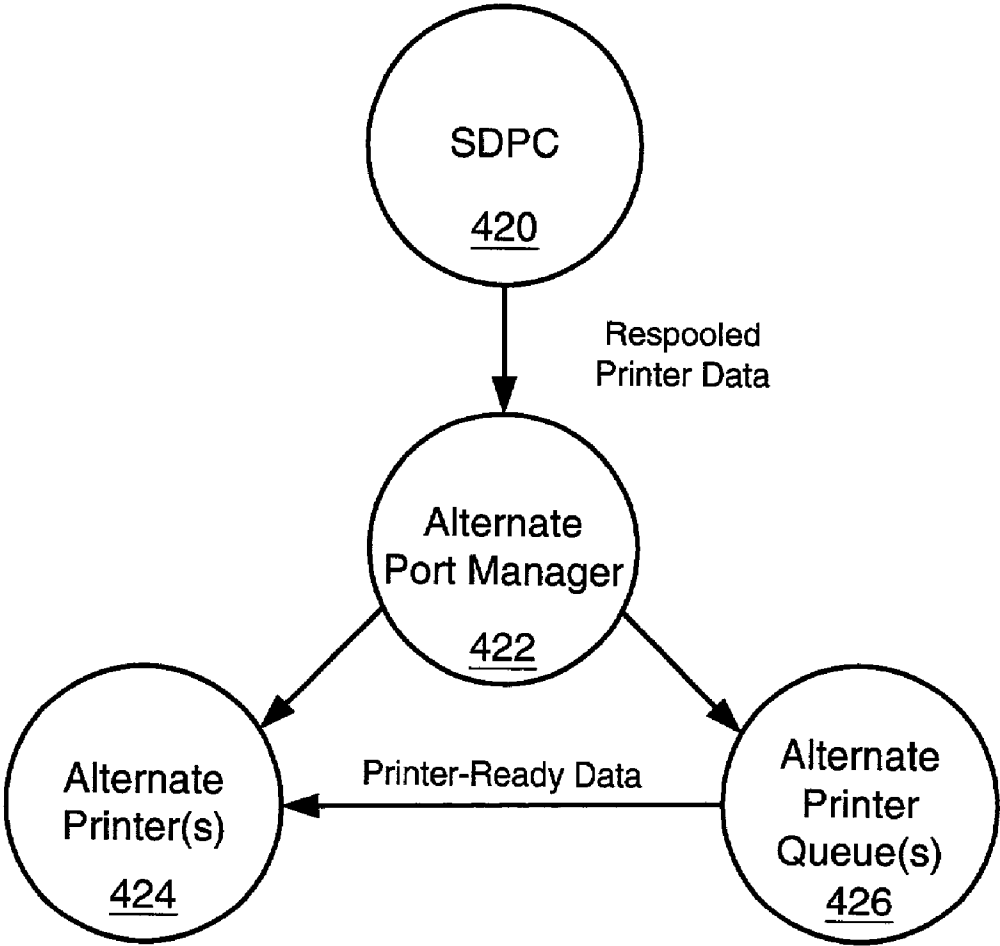 SDPC
420
Respooled
Printer Data
Alternate
Port Manager
422
Alternate
Printer(s)
424
Printer-Ready Data
Alternate
Printer
Queue(s)
426